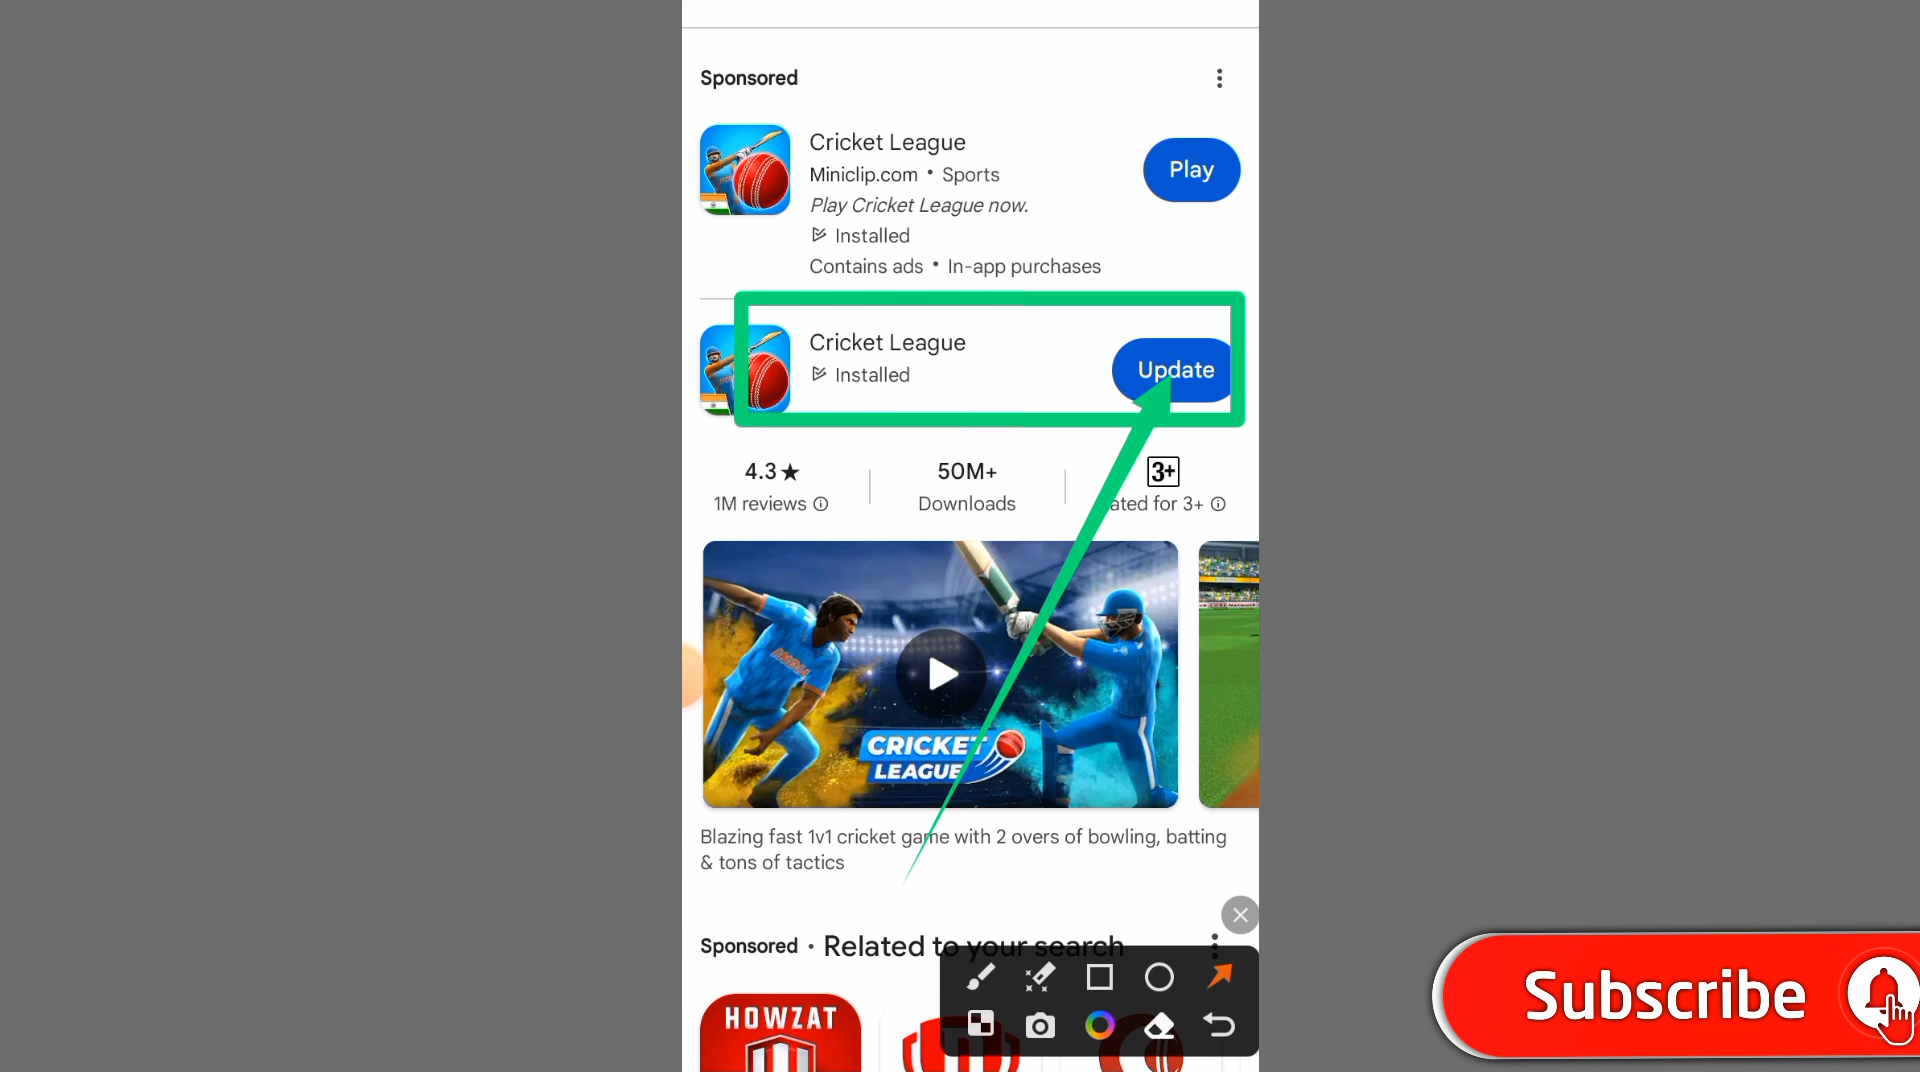 Sponsored
Cricket League
Miniclip.com • Sports
Play Cricket League now.
Installed
Contains ads • In-app purchases
Play
Cricket League
Installed
Update
4.3★
1M reviews
50M+
Downloads
3+
ated for 3+
INDIA
CRICKET
LEAGUE
Blazing fast 1v1 cricket game with 2 overs of bowling, batting
& tons of tactics
Sponsored • Related to your search
HOWZAT
Subscribe